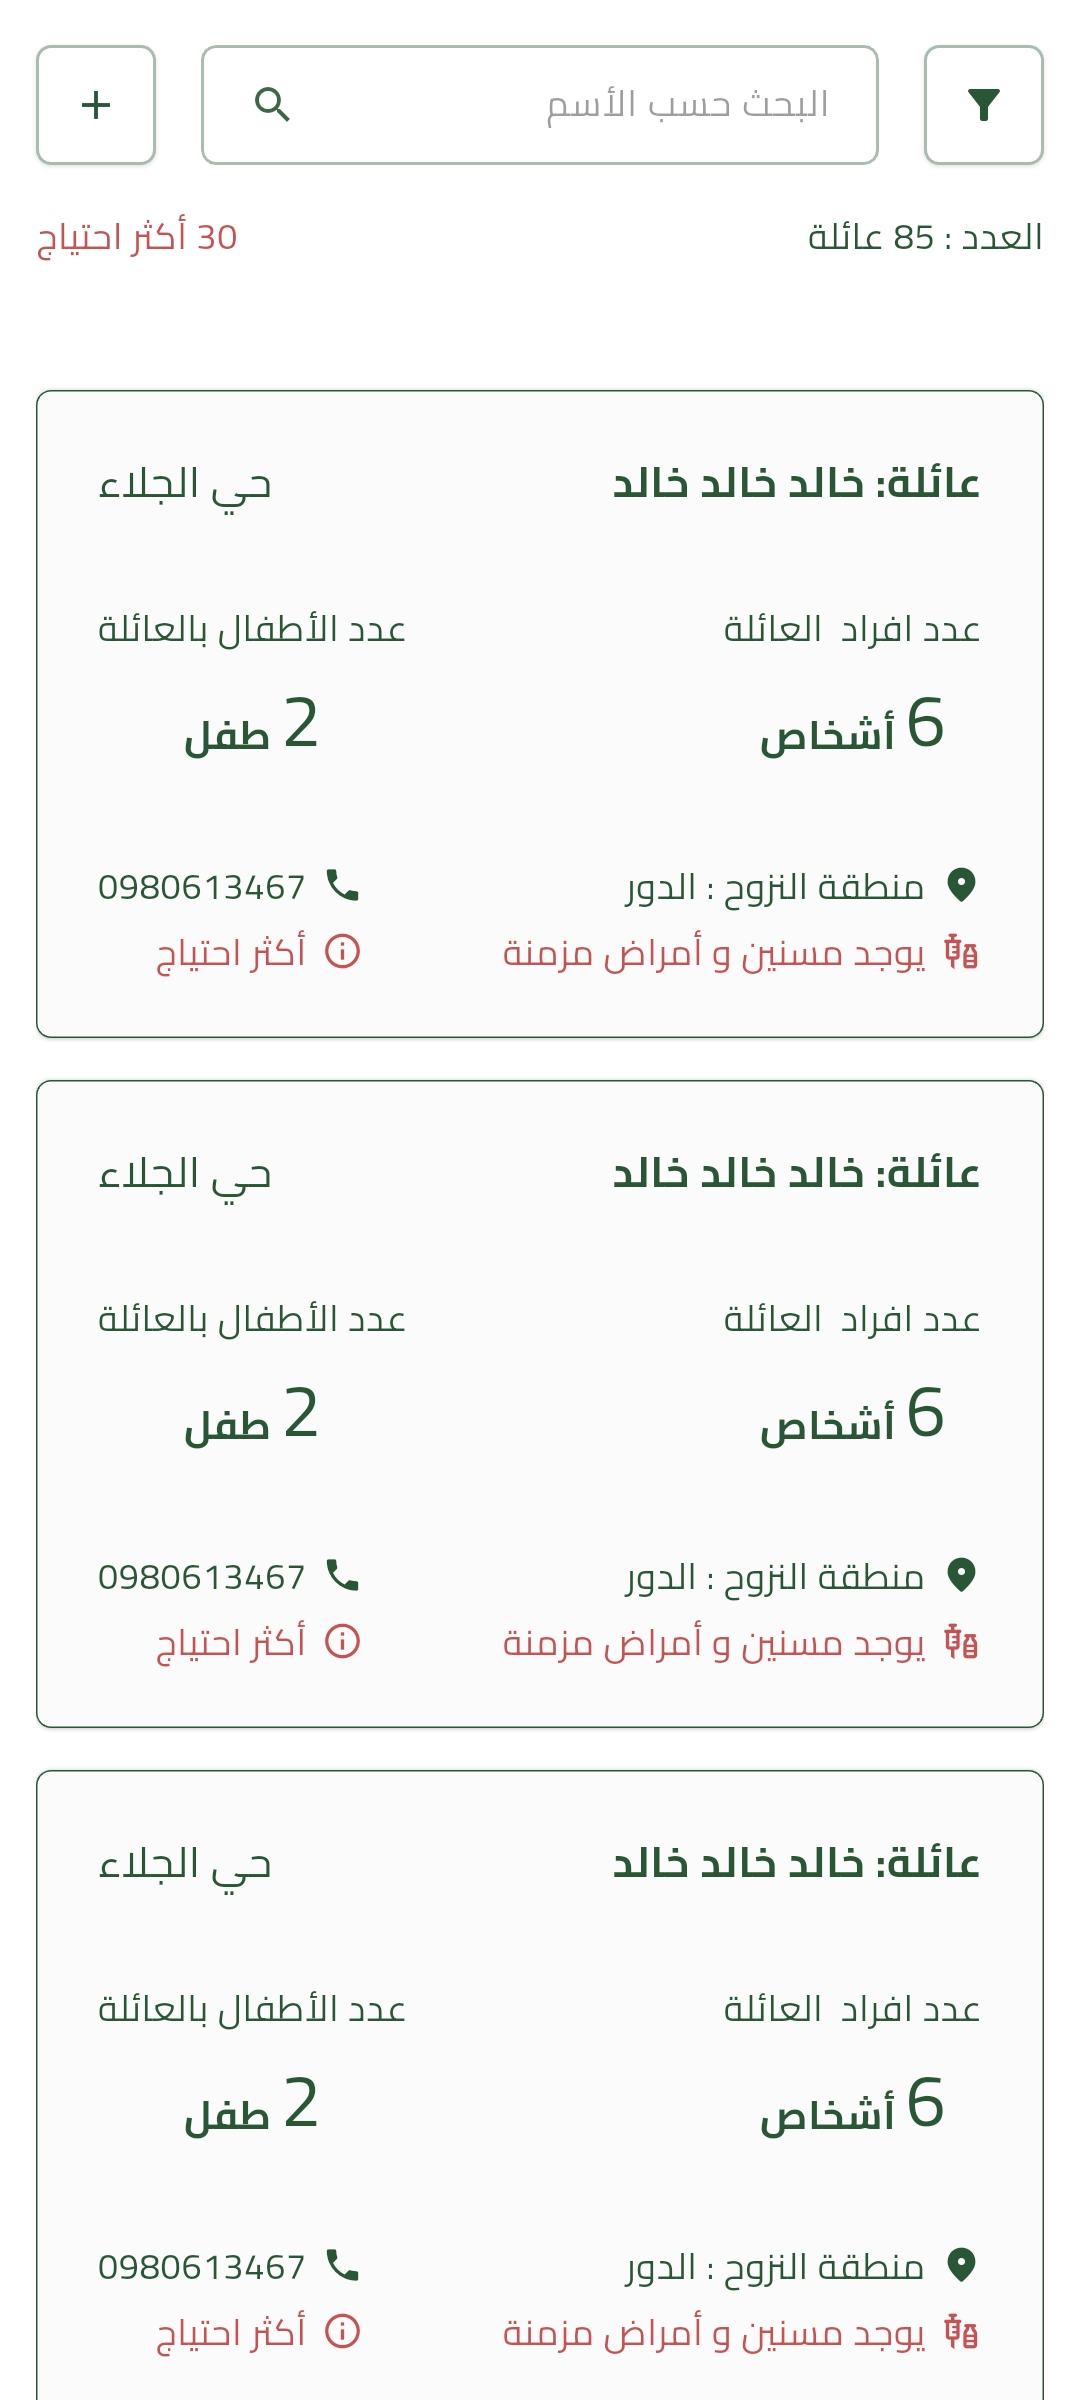 البحث حسب الأسم
العدد : 85 عائلة
30 أكثر احتياج
عائلة: خالد خالد خالد
حي الجلاء
عدد افراد  العائلة
عدد الأطفال بالعائلة
6 أشخاص
2 طفل
منطقة النزوح : الدور
0980613467
يوجد مسنين و أمراض مزمنة
أكثر احتياج
عائلة: خالد خالد خالد
حي الجلاء
عدد افراد  العائلة
عدد الأطفال بالعائلة
6 أشخاص
2 طفل
منطقة النزوح : الدور
0980613467
يوجد مسنين و أمراض مزمنة
أكثر احتياج
عائلة: خالد خالد خالد
حي الجلاء
عدد افراد  العائلة
عدد الأطفال بالعائلة
6 أشخاص
2 طفل
منطقة النزوح : الدور
0980613467
يوجد مسنين و أمراض مزمنة
أكثر احتياج